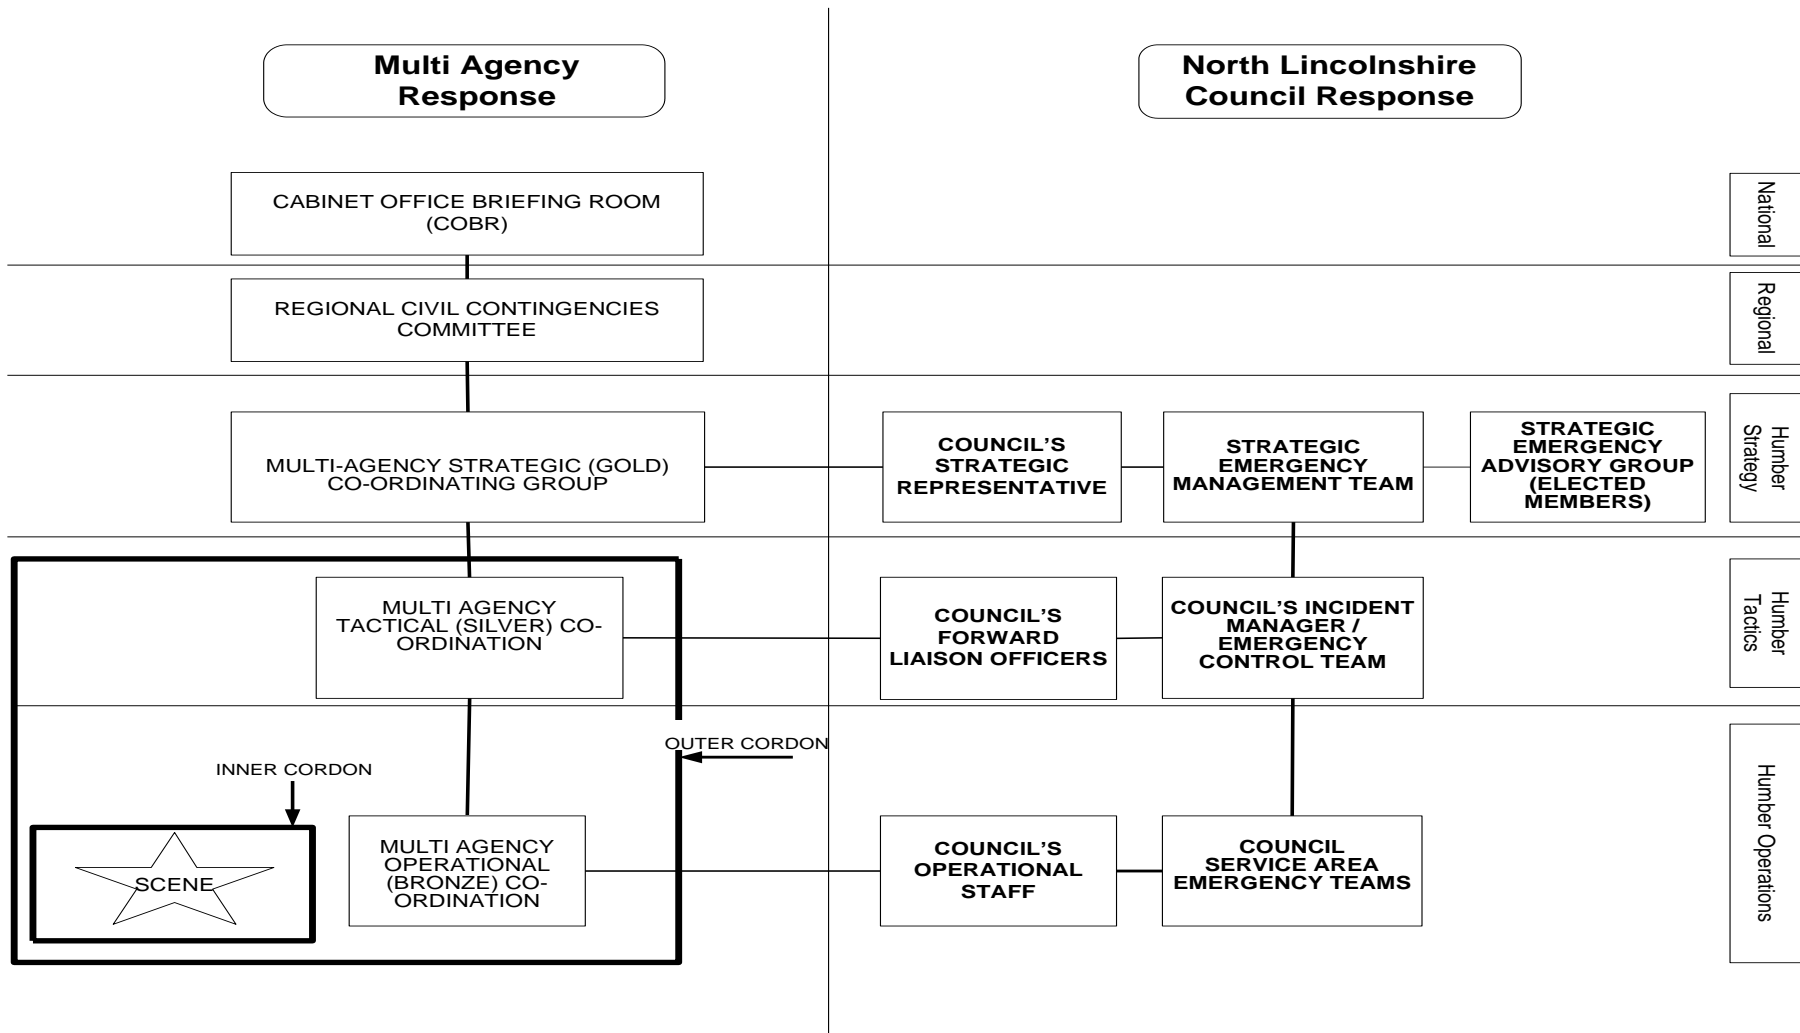 Multi Agency
Response
North Lincolnshire
Council Response
CABINET OFFICE BRIEFING ROOM
(COBR)
National
REGIONAL CIVIL CONTINGENCIES
COMMITTEE
Regional
MULTI-AGENCY STRATEGIC (GOLD)
CO-ORDINATING GROUP
COUNCIL’S
STRATEGIC
REPRESENTATIVE
STRATEGIC
EMERGENCY
MANAGEMENT TEAM
STRATEGIC
EMERGENCY
ADVISORY GROUP
(ELECTED
MEMBERS)
Humber
Strategy
MULTI AGENCY
TACTICAL (SILVER) CO-
ORDINATION
COUNCIL’S
FORWARD
LIAISON OFFICERS
COUNCIL’S INCIDENT
MANAGER /
EMERGENCY
CONTROL TEAM
Humber
Tactics
OUTER CORDON
INNER CORDON
SCENE
MULTI AGENCY
OPERATIONAL
(BRONZE) CO-
ORDINATION
COUNCIL’S
OPERATIONAL
STAFF
COUNCIL
SERVICE AREA
EMERGENCY TEAMS
Humber Operations